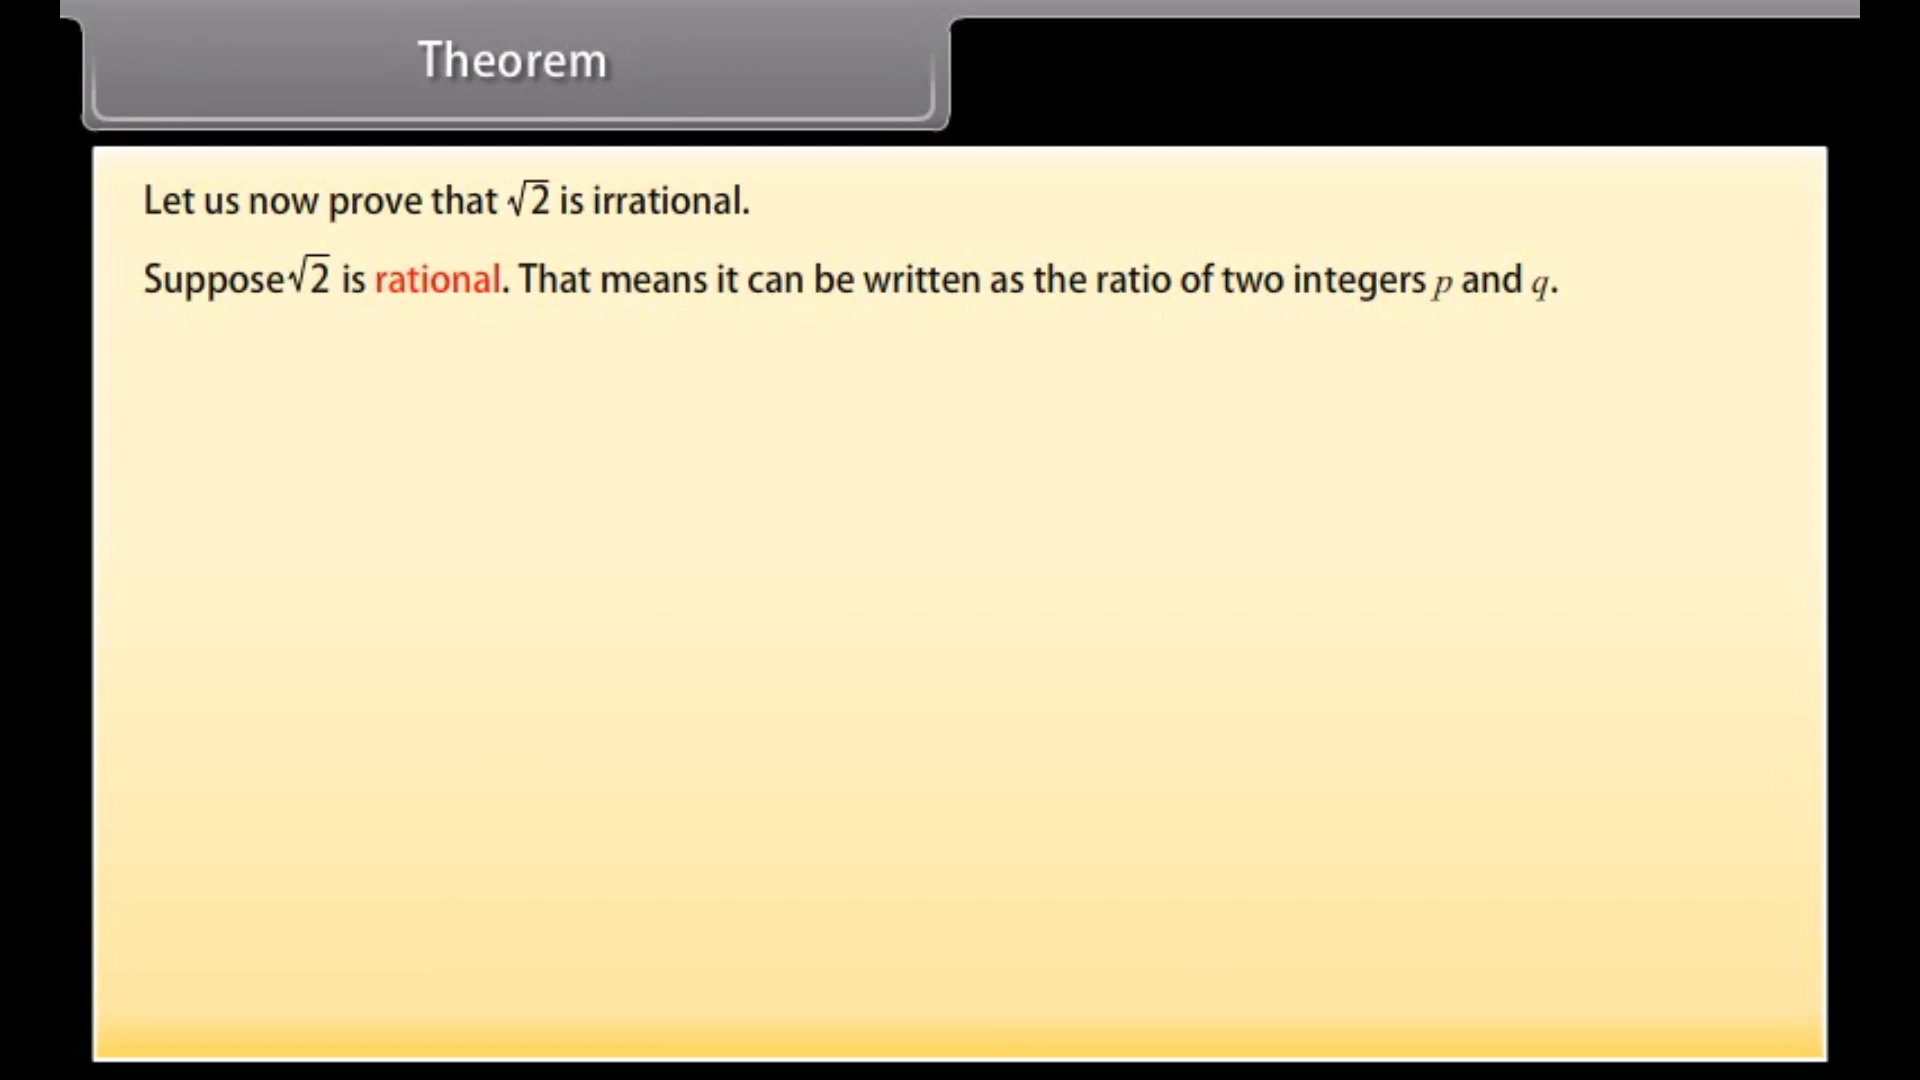 Theorem
Let us now prove that √2 is irrational.
Suppose √2 is rational. That means it can be written as the ratio of two integers p and q.